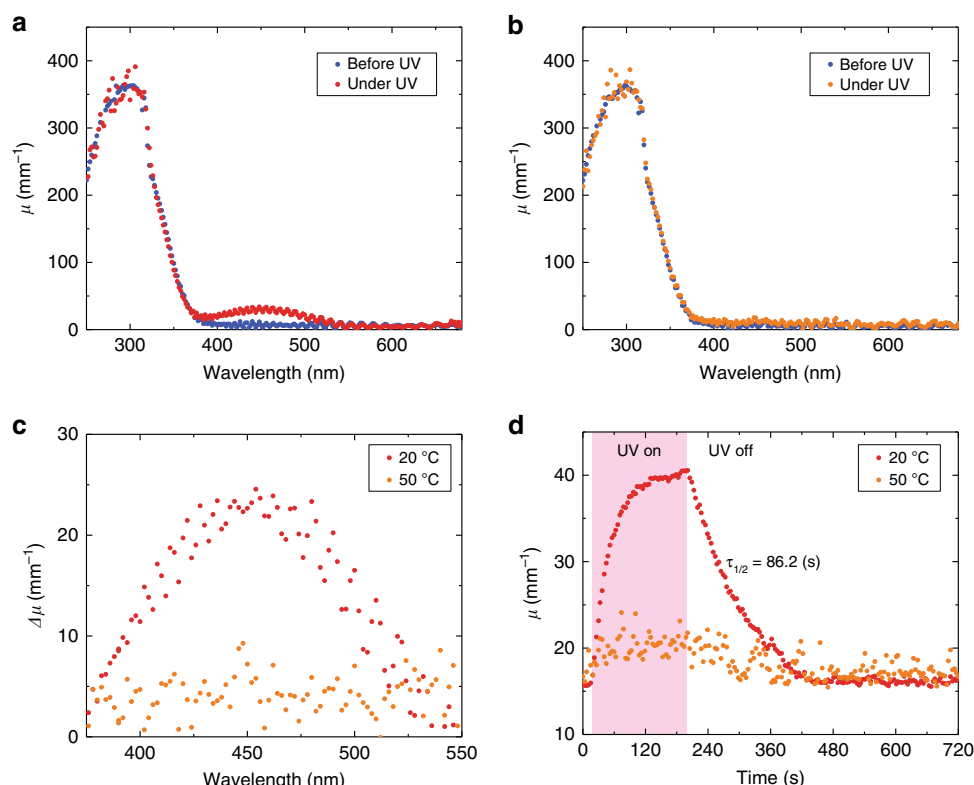 a
b
400
300
200
100
0
μ (mm⁻¹)
Before UV
Under UV
300
400
500
600
Wavelength (nm)
400
300
200
100
0
μ (mm⁻¹)
Before UV
Under UV
300
400
500
600
Wavelength (nm)
c
d
30
20
10
0
Δμ (mm⁻¹)
20 °C
50 °C
400
450
500
550
Wavelength (nm)
40
30
20
10
μ (mm⁻¹)
UV on
UV off
20 °C
50 °C
τ1/2 = 86.2 (s)
0
120
240
360
480
600
720
Time (s)